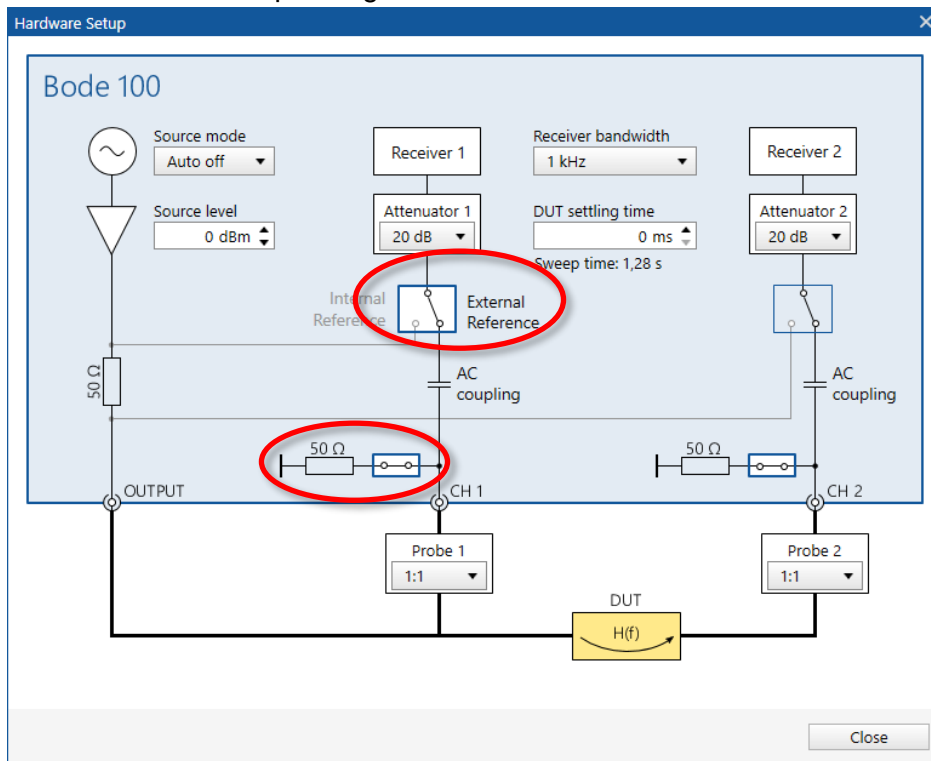 Hardware Setup
Bode 100
Source mode
Auto off
Receiver 1
Receiver bandwidth
1 kHz
Receiver 2
Source level
0 dBm
Attenuator 1
20 dB
DUT settling time
0 ms
Sweep time: 1,28 s
Attenuator 2
20 dB
Internal
Reference
External
Reference
50 Ω
AC
coupling
AC
coupling
50 Ω
50 Ω
OUTPUT
CH 1
CH 2
Probe 1
1:1
Probe 2
1:1
DUT
H(f)
Close